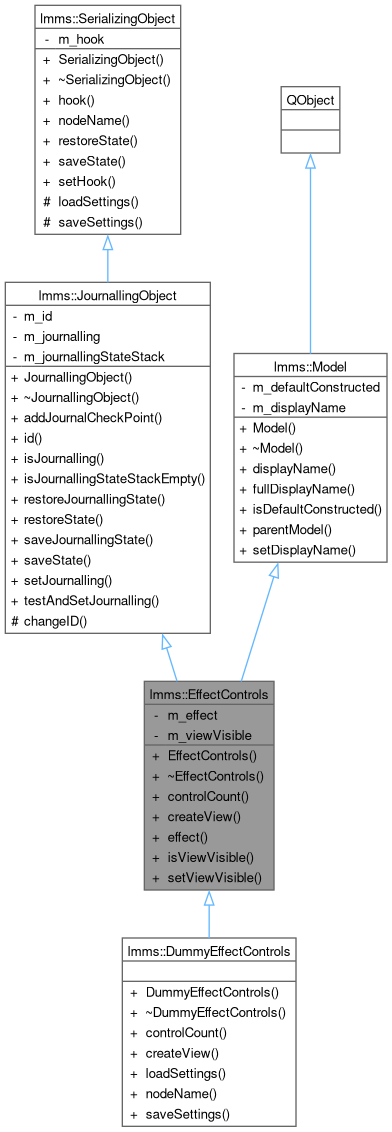 lmms::SerializingObject
- m_hook
+ SerializingObject()
+ ~SerializingObject()
+ hook()
+ nodeName()
+ restoreState()
+ saveState()
+ setHook()
# loadSettings()
# saveSettings()
QObject
lmms::JournallingObject
- m_id
- m_journalling
- m_journallingStateStack
+ JournallingObject()
+ ~JournallingObject()
+ addJournalCheckPoint()
+ id()
+ isJournalling()
+ isJournallingStateStackEmpty()
+ restoreJournallingState()
+ restoreState()
+ saveJournallingState()
+ saveState()
+ setJournalling()
+ testAndSetJournalling()
# changeID()
lmms::Model
- m_defaultConstructed
- m_displayName
+ Model()
+ ~Model()
+ displayName()
+ fullDisplayName()
+ isDefaultConstructed()
+ parentModel()
+ setDisplayName()
lmms::EffectControls
- m_effect
- m_viewVisible
+ EffectControls()
+ ~EffectControls()
+ controlCount()
+ createView()
+ effect()
+ isViewVisible()
+ setViewVisible()
lmms::DummyEffectControls
+ DummyEffectControls()
+ ~DummyEffectControls()
+ controlCount()
+ createView()
+ loadSettings()
+ nodeName()
+ saveSettings()